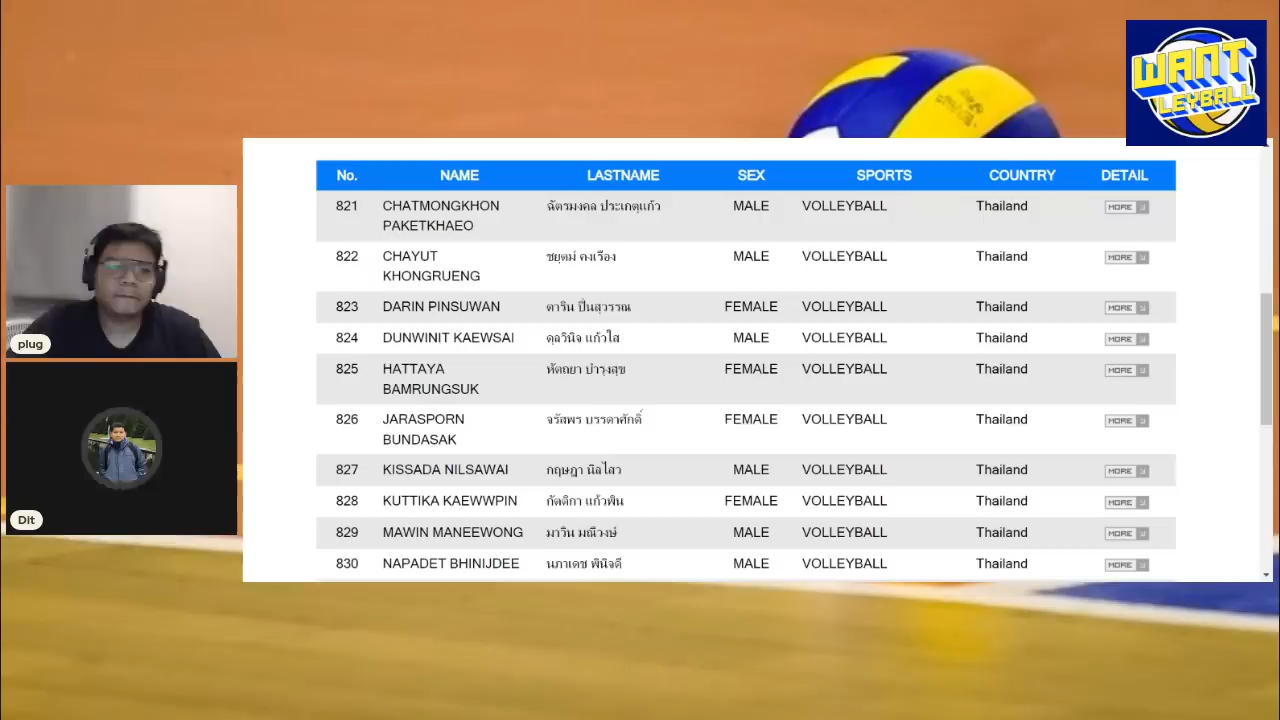 WANT
LEYBALL
No. NAME LASTNAME SEX SPORTS COUNTRY DETAIL
821 CHATMONGKHON ฉัตรมงคล ประเกตุแก้ว MALE VOLLEYBALL Thailand MORE
PAKETKHAEO
822 CHAYUT ชยุตม์ คงเรือง MALE VOLLEYBALL Thailand MORE
KHONGRUENG
823 DARIN PINSUWAN ดาริน ปิ่นสุวรรณ FEMALE VOLLEYBALL Thailand MORE
824 DUNWINIT KAEWSAI ดุลวินิจ แก้วใส MALE VOLLEYBALL Thailand MORE
825 HATTAYA หัตถยา บำรุงสุข FEMALE VOLLEYBALL Thailand MORE
BAMRUNGSUK
826 JARASPORN จรัสพร บรรดาศักดิ์ FEMALE VOLLEYBALL Thailand MORE
BUNDASAK
827 KISSADA NILSAWAI กฤษฎา นิลไสว MALE VOLLEYBALL Thailand MORE
828 KUTTIKA KAEWWPIN กัตติกา แก้วพิน FEMALE VOLLEYBALL Thailand MORE
829 MAWIN MANEEWONG มาวิน มณีวงษ์ MALE VOLLEYBALL Thailand MORE
830 NAPADET BHINIJDEE นภาเดช พินิจดี MALE VOLLEYBALL Thailand MORE
plug
Dit